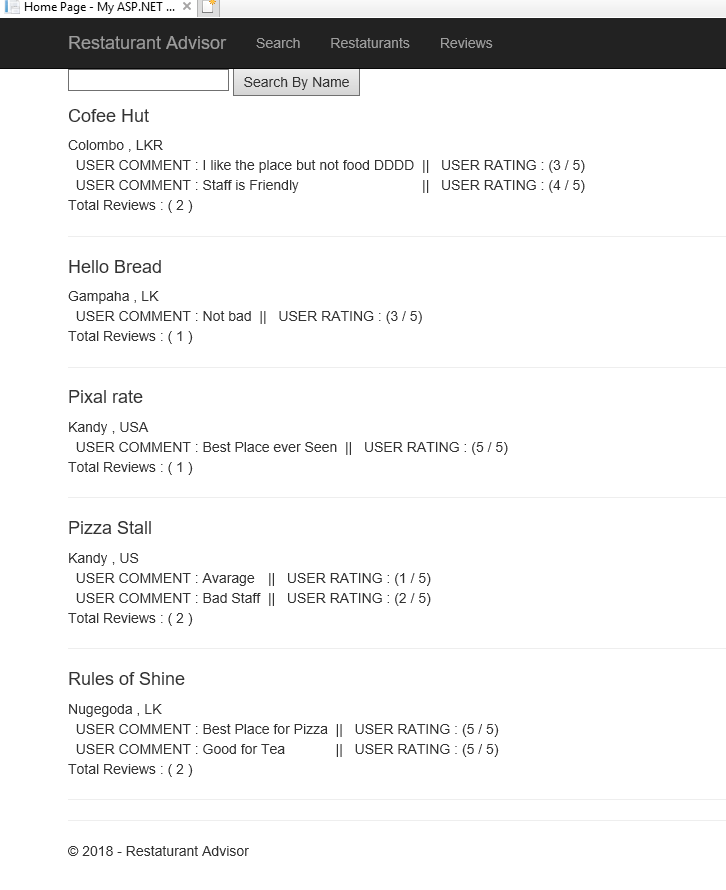 Home Page - My ASP.NET ...
Restaturant Advisor Search Restaturants Reviews
Search By Name
Cofee Hut
Colombo , LKR
USER COMMENT : I like the place but not food DDDD || USER RATING : (3 / 5)
USER COMMENT : Staff is Friendly || USER RATING : (4 / 5)
Total Reviews : ( 2 )
Hello Bread
Gampaha , LK
USER COMMENT : Not bad || USER RATING : (3 / 5)
Total Reviews : ( 1 )
Pixal rate
Kandy , USA
USER COMMENT : Best Place ever Seen || USER RATING : (5 / 5)
Total Reviews : ( 1 )
Pizza Stall
Kandy , US
USER COMMENT : Avarage || USER RATING : (1 / 5)
USER COMMENT : Bad Staff || USER RATING : (2 / 5)
Total Reviews : ( 2 )
Rules of Shine
Nugegoda , LK
USER COMMENT : Best Place for Pizza || USER RATING : (5 / 5)
USER COMMENT : Good for Tea || USER RATING : (5 / 5)
Total Reviews : ( 2 )
© 2018 - Restaturant Advisor